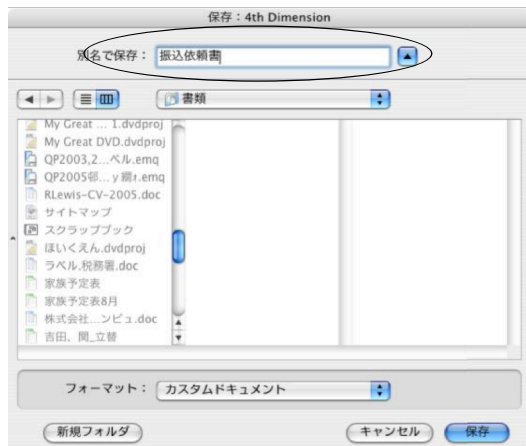 保存：4th Dimension
別名で保存： 振込依頼書
書類
My Great ... 1.dvdproj
My Great DVD.dvdproj
QP2003,2...ベル.emq
RLewis-CV-2005.doc
サイトマップ
スクラップブック
ほいくえん.dvdproj
ラベル.税務署.doc
家族予定表
家族予定表8月
株式会社...ンピュ.doc
吉田、関_立替
フォーマット： カスタムドキュメント
新規フォルダ キャンセル 保存